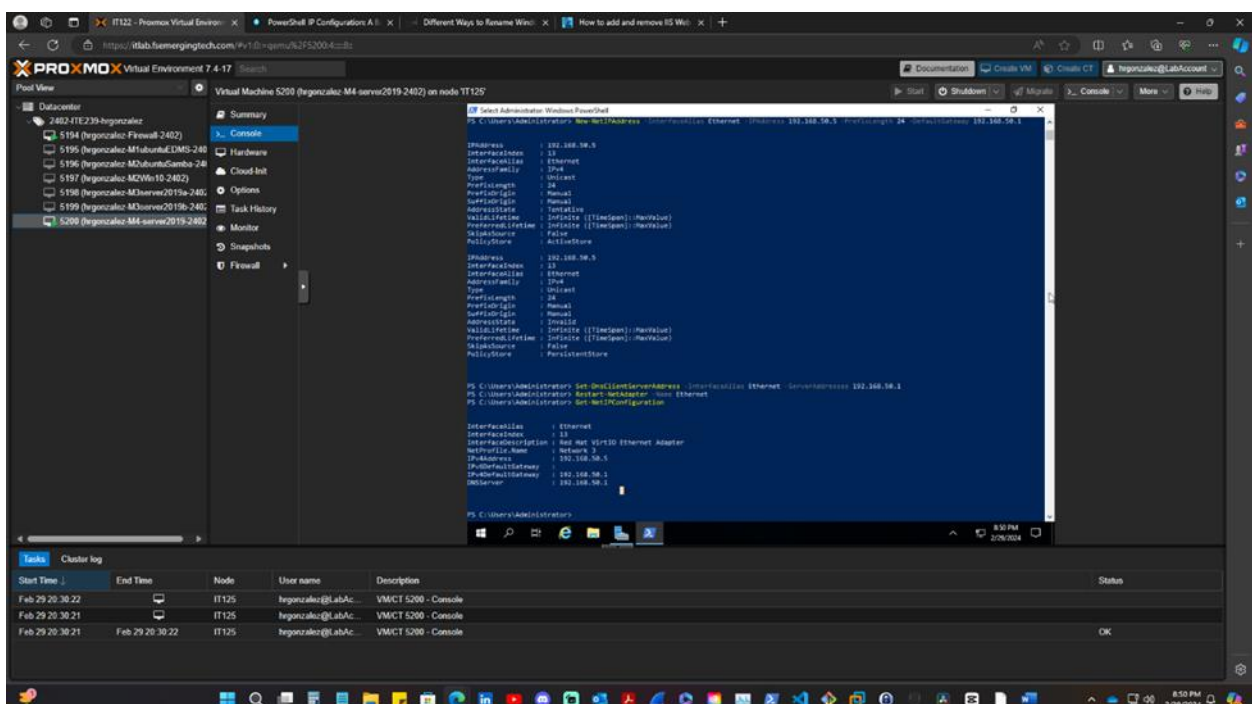 IT122 - Proxmox Virtual Environ
PowerShell IP Configuration: A
Different Ways to Rename Wind
How to add and remove IIS Web
https://itlab.fsemergingtech.com/#v1:0:=qemu%2F5200:4:::8::
PROXMOX Virtual Environment 7.4-17 Search
Documentation Create VM Create CT hrgonzalez@LabAccount
Pool View
Virtual Machine 5200 (hrgonzalez-M4-server2019-2402) on node 'IT125'
Start Shutdown Migrate Console More Help
Datacenter
2402-ITE239-hrgonzalez
5194 (hrgonzalez-Firewall-2402)
5195 (hrgonzalez-M1ubuntuEDMS-240
5196 (hrgonzalez-M2ubuntuSamba-24
5197 (hrgonzalez-M2Win10-2402)
5198 (hrgonzalez-M3server2019a-240
5199 (hrgonzalez-M3server2019b-240
5200 (hrgonzalez-M4-server2019-2402
Summary
Console
Hardware
Cloud-Init
Options
Task History
Monitor
Snapshots
Firewall
Select Administrator: Windows PowerShell
PS C:\Users\Administrator> New-NetIPAddress -InterfaceAlias Ethernet -IPAddress 192.168.50.5 -PrefixLength 24 -DefaultGateway 192.168.50.1
IPAddress : 192.168.50.5
InterfaceIndex : 13
InterfaceAlias : Ethernet
AddressFamily : IPv4
Type : Unicast
PrefixLength : 24
PrefixOrigin : Manual
SuffixOrigin : Manual
AddressState : Tentative
ValidLifetime : Infinite ([TimeSpan]::MaxValue)
PreferredLifetime : Infinite ([TimeSpan]::MaxValue)
SkipAsSource : False
PolicyStore : ActiveStore
IPAddress : 192.168.50.5
InterfaceIndex : 13
InterfaceAlias : Ethernet
AddressFamily : IPv4
Type : Unicast
PrefixLength : 24
PrefixOrigin : Manual
SuffixOrigin : Manual
AddressState : Invalid
ValidLifetime : Infinite ([TimeSpan]::MaxValue)
PreferredLifetime : Infinite ([TimeSpan]::MaxValue)
SkipAsSource : False
PolicyStore : PersistentStore
PS C:\Users\Administrator> Set-DnsClientServerAddress -InterfaceAlias Ethernet -ServerAddresses 192.168.50.1
PS C:\Users\Administrator> Restart-NetAdapter -Name Ethernet
PS C:\Users\Administrator> Get-NetIPConfiguration
InterfaceAlias : Ethernet
InterfaceIndex : 13
InterfaceDescription : Red Hat VirtIO Ethernet Adapter
NetProfile.Name : Network 3
IPv4Address : 192.168.50.5
IPv6DefaultGateway :
IPv4DefaultGateway : 192.168.50.1
DNSServer : 192.168.50.1
PS C:\Users\Administrator>
8:50 PM
2/29/2024
Tasks Cluster log
Start Time End Time Node User name Description Status
Feb 29 20:30:22 IT125 hrgonzalez@LabAc... VM/CT 5200 - Console
Feb 29 20:30:21 IT125 hrgonzalez@LabAc... VM/CT 5200 - Console
Feb 29 20:30:21 Feb 29 20:30:22 IT125 hrgonzalez@LabAc... VM/CT 5200 - Console OK
8:50 PM